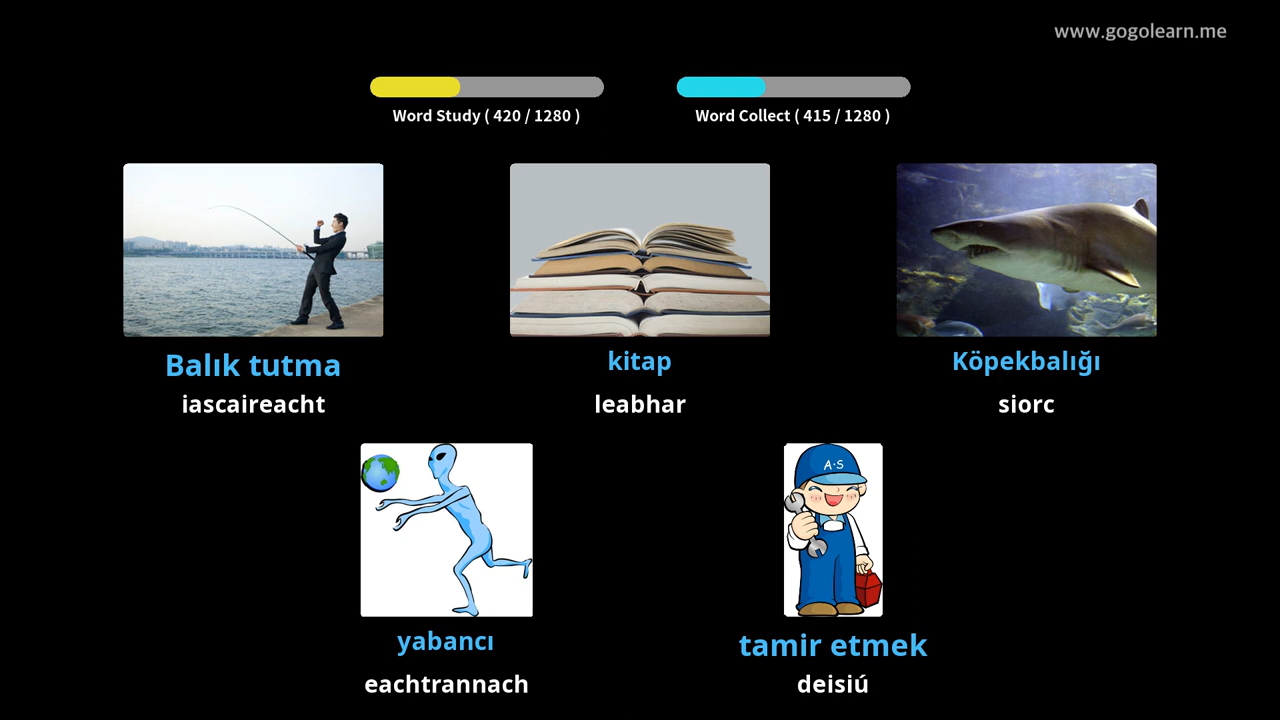 www.gogolearn.me
Word Study ( 420 / 1280 )
Word Collect ( 415 / 1280 )
Balık tutma
iascaireacht
kitap
leabhar
Köpekbalığı
siorc
A·S
yabancı
eachtrannach
tamir etmek
deisiú